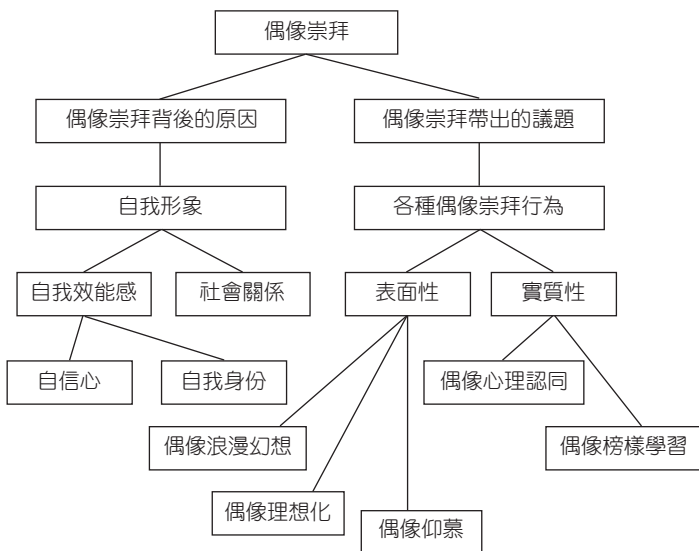 偶像崇拜
偶像崇拜背後的原因
偶像崇拜帶出的議題
自我形象
各種偶像崇拜行為
自我效能感
社會關係
表面性
實質性
自信心
自我身份
偶像心理認同
偶像浪漫幻想
偶像榜樣學習
偶像理想化
偶像仰慕